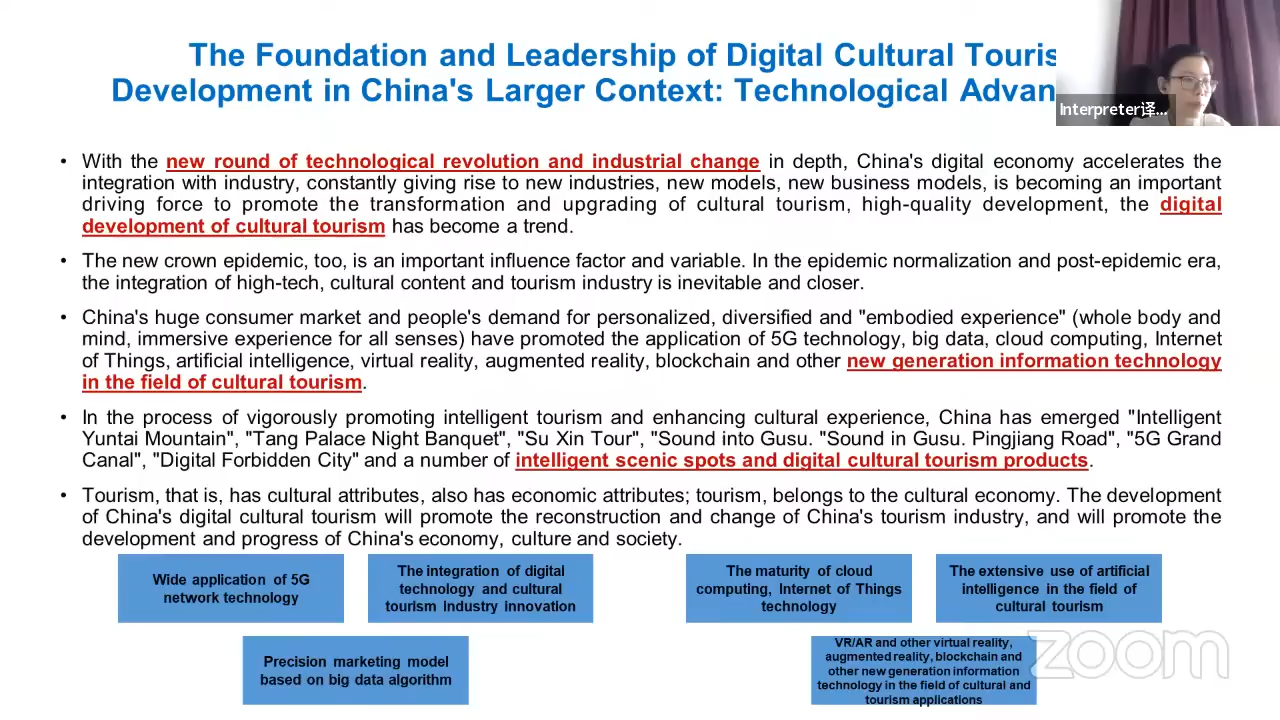 The Foundation and Leadership of Digital Cultural Touris
Development in China's Larger Context: Technological Advan
Interpreter译...
• With the new round of technological revolution and industrial change in depth, China's digital economy accelerates the
integration with industry, constantly giving rise to new industries, new models, new business models, is becoming an important
driving force to promote the transformation and upgrading of cultural tourism, high-quality development, the digital
development of cultural tourism has become a trend.
• The new crown epidemic, too, is an important influence factor and variable. In the epidemic normalization and post-epidemic era,
the integration of high-tech, cultural content and tourism industry is inevitable and closer.
• China's huge consumer market and people's demand for personalized, diversified and "embodied experience" (whole body and
mind, immersive experience for all senses) have promoted the application of 5G technology, big data, cloud computing, Internet
of Things, artificial intelligence, virtual reality, augmented reality, blockchain and other new generation information technology
in the field of cultural tourism.
• In the process of vigorously promoting intelligent tourism and enhancing cultural experience, China has emerged "Intelligent
Yuntai Mountain", "Tang Palace Night Banquet", "Su Xin Tour", "Sound into Gusu. "Sound in Gusu. Pingjiang Road", "5G Grand
Canal", "Digital Forbidden City" and a number of intelligent scenic spots and digital cultural tourism products.
• Tourism, that is, has cultural attributes, also has economic attributes; tourism, belongs to the cultural economy. The development
of China's digital cultural tourism will promote the reconstruction and change of China's tourism industry, and will promote the
development and progress of China's economy, culture and society.
Wide application of 5G
network technology
The integration of digital
technology and cultural
tourism industry innovation
The maturity of cloud
computing, Internet of Things
technology
The extensive use of artificial
intelligence in the field of
cultural tourism
Precision marketing model
based on big data algorithm
VR/AR and other virtual reality,
augmented reality, blockchain and
other new generation information
technology in the field of cultural and
tourism applications
zoom